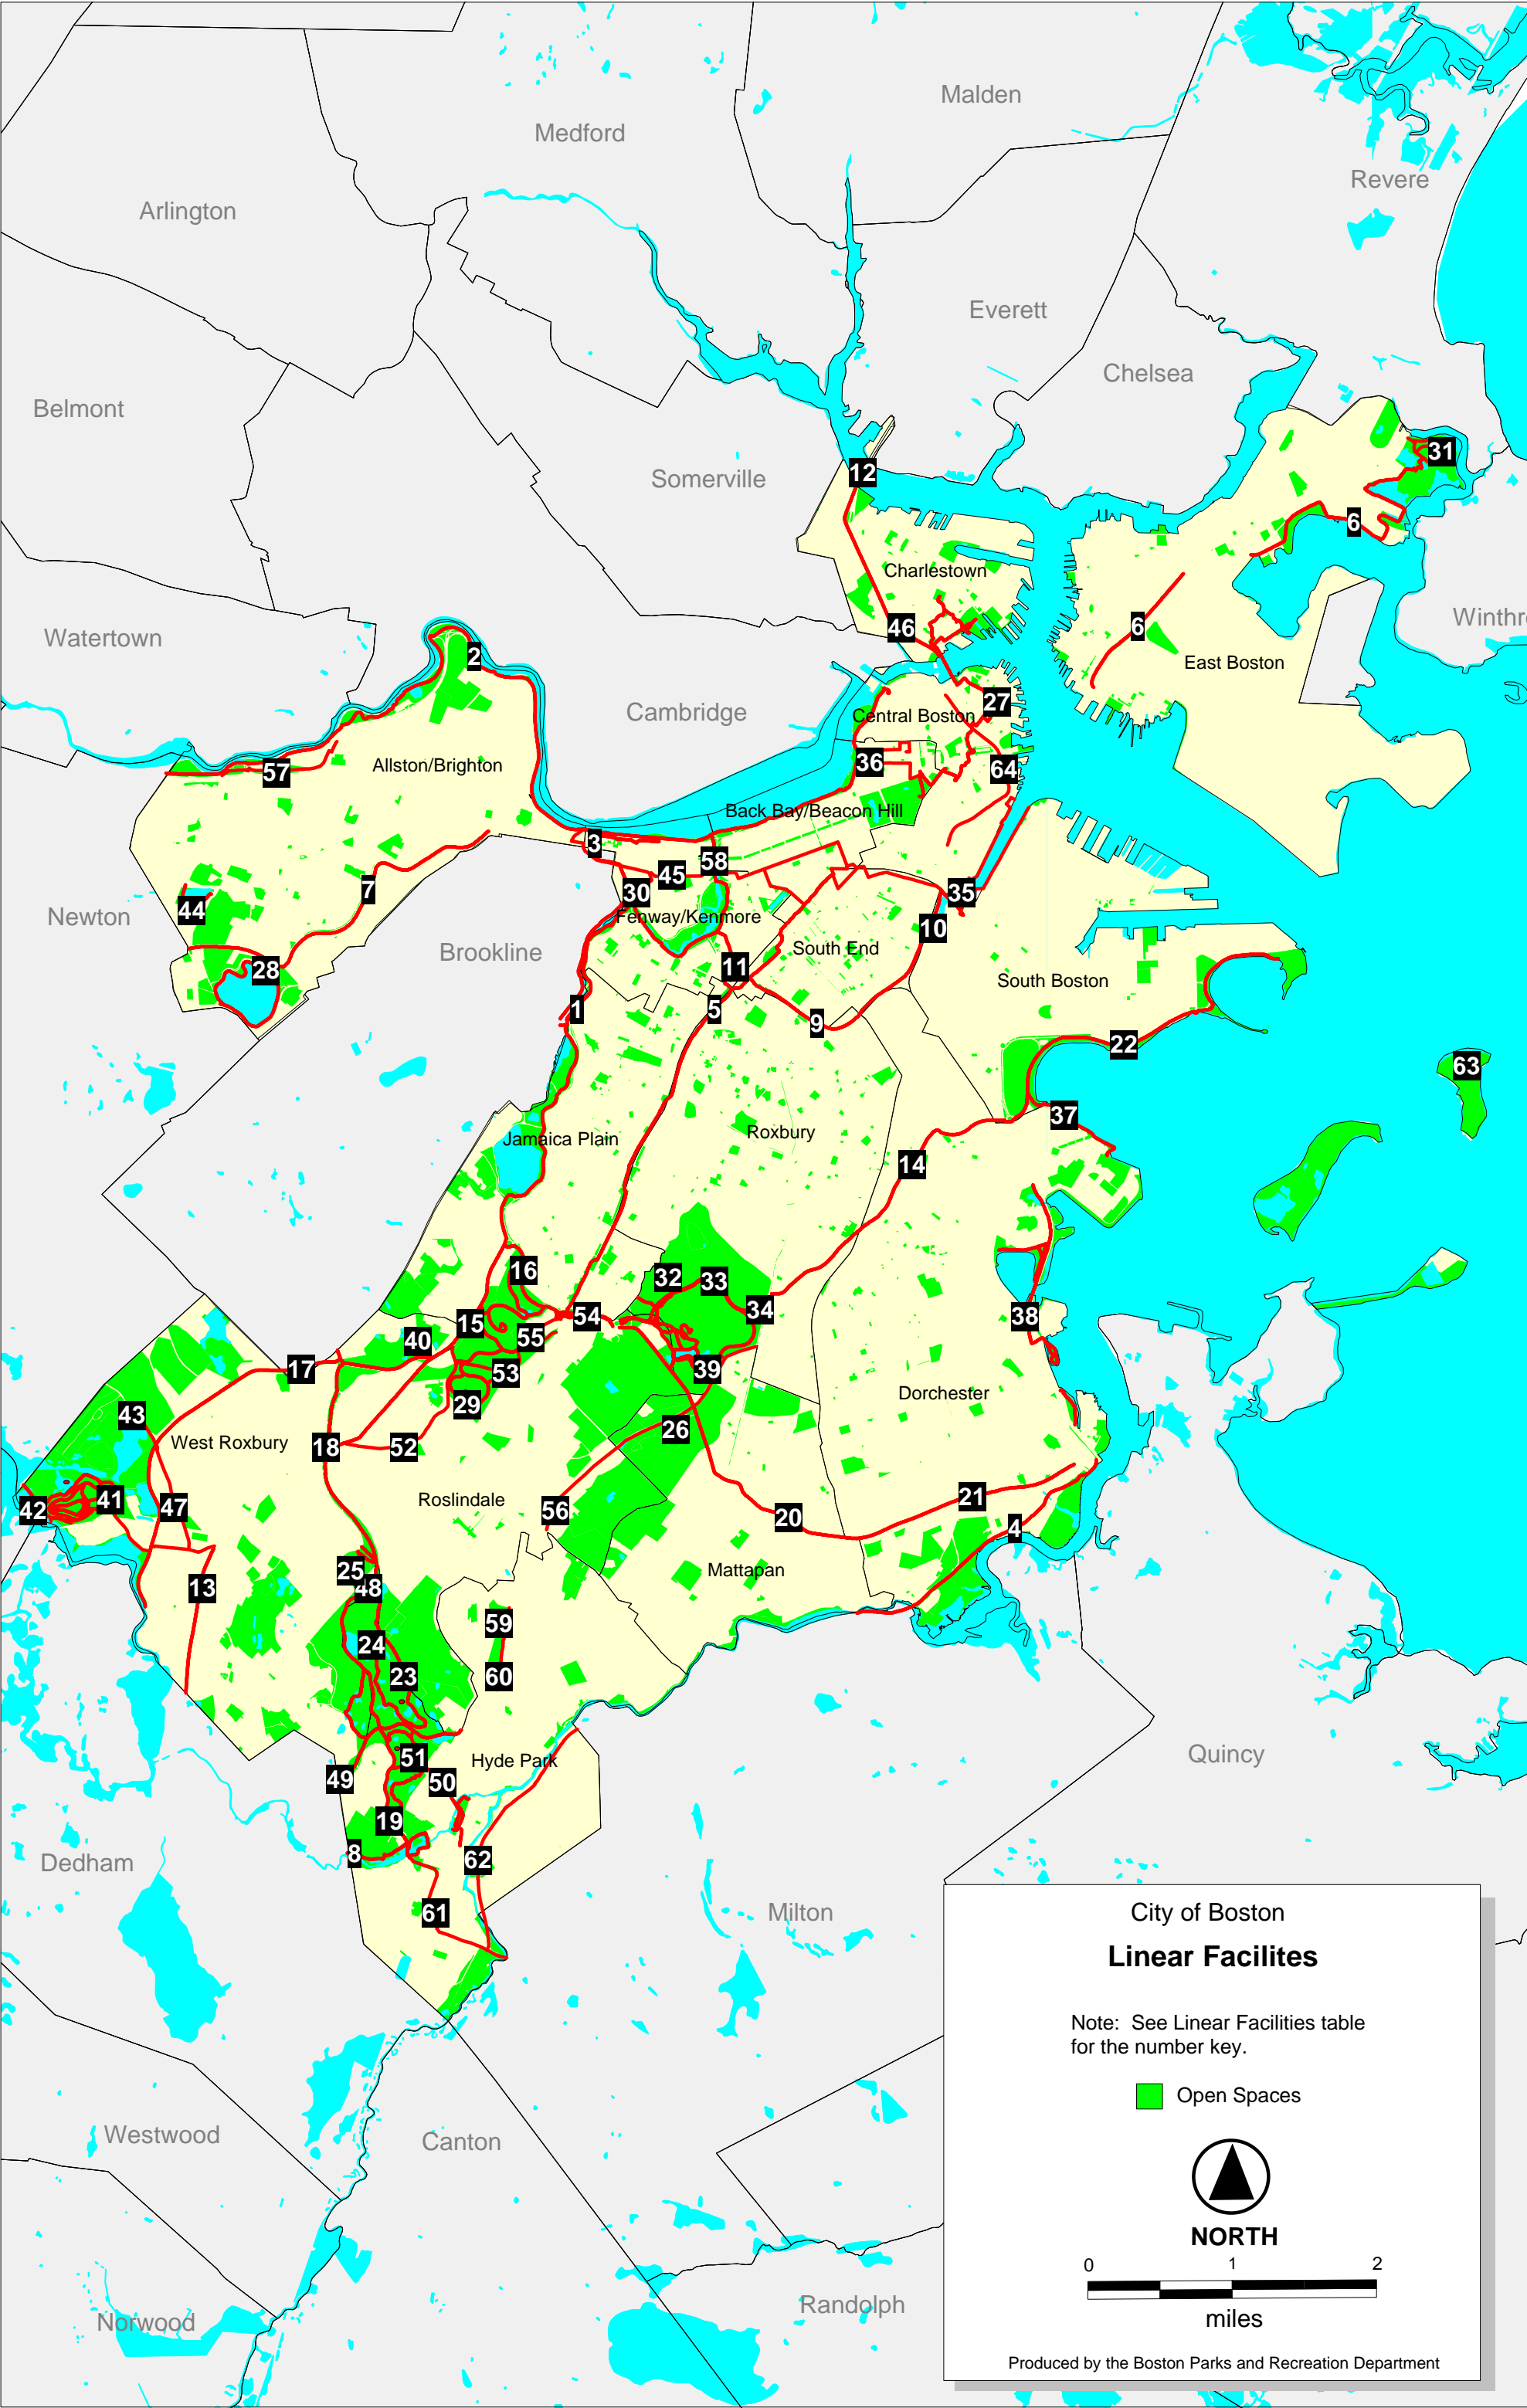 Malden
Medford
Revere
Arlington
Everett
Chelsea
Belmont
31
12
Somerville
6
Charlestown
46
6
Winthr
Watertown
2
East Boston
27
Cambridge
Central Boston
36
64
57
Allston/Brighton
Back Bay/Beacon Hill
3
58
45
7
30
35
44
Newton
Fenway/Kenmore
10
Brookline
South End
11
28
South Boston
1
5
9
22
63
37
Jamaica Plain
Roxbury
14
16
32
33
34
54
38
15
55
40
17
53
39
Dorchester
29
43
26
West Roxbury
18
52
21
41
Roslindale
47
42
56
20
4
25
Mattapan
48
13
59
24
23
60
51
Hyde Park
Quincy
49
50
19
8
62
Dedham
61
Milton
City of Boston
Linear Facilites
Note: See Linear Facilities table
for the number key.
Open Spaces
Westwood
Canton
NORTH
0 1 2
Randolph
miles
Norwood
Produced by the Boston Parks and Recreation Department